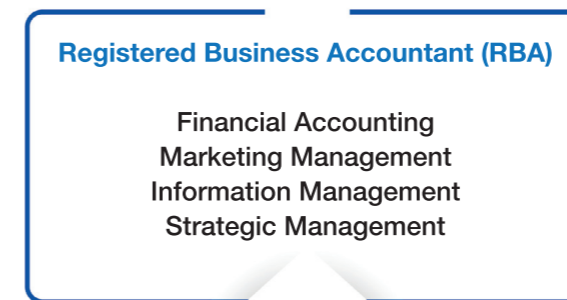 Registered Business Accountant (RBA)
Financial Accounting
Marketing Management
Information Management
Strategic Management